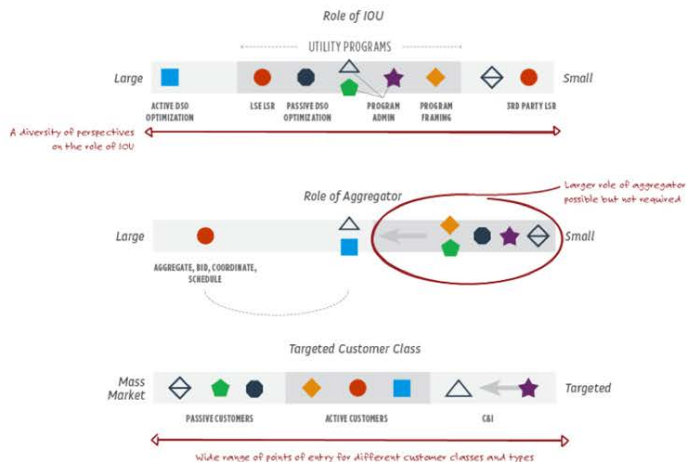 Role of IOU
UTILITY PROGRAMS
Large
Small
ACTIVE DSO
OPTIMIZATION
LSE LSR
PASSIVE DSO
OPTIMIZATION
PROGRAM
ADMIN
PROGRAM
FRAMING
3RD PARTY LSR
A diversity of perspectives
on the role of IOU
Larger role of aggregator
possible but not required
Role of Aggregator
Large
Small
AGGREGATE, BID, COORDINATE,
SCHEDULE
Targeted Customer Class
Mass
Market
Targeted
PASSIVE CUSTOMERS
ACTIVE CUSTOMERS
C&I
Wide range of points of entry for different customer classes and types